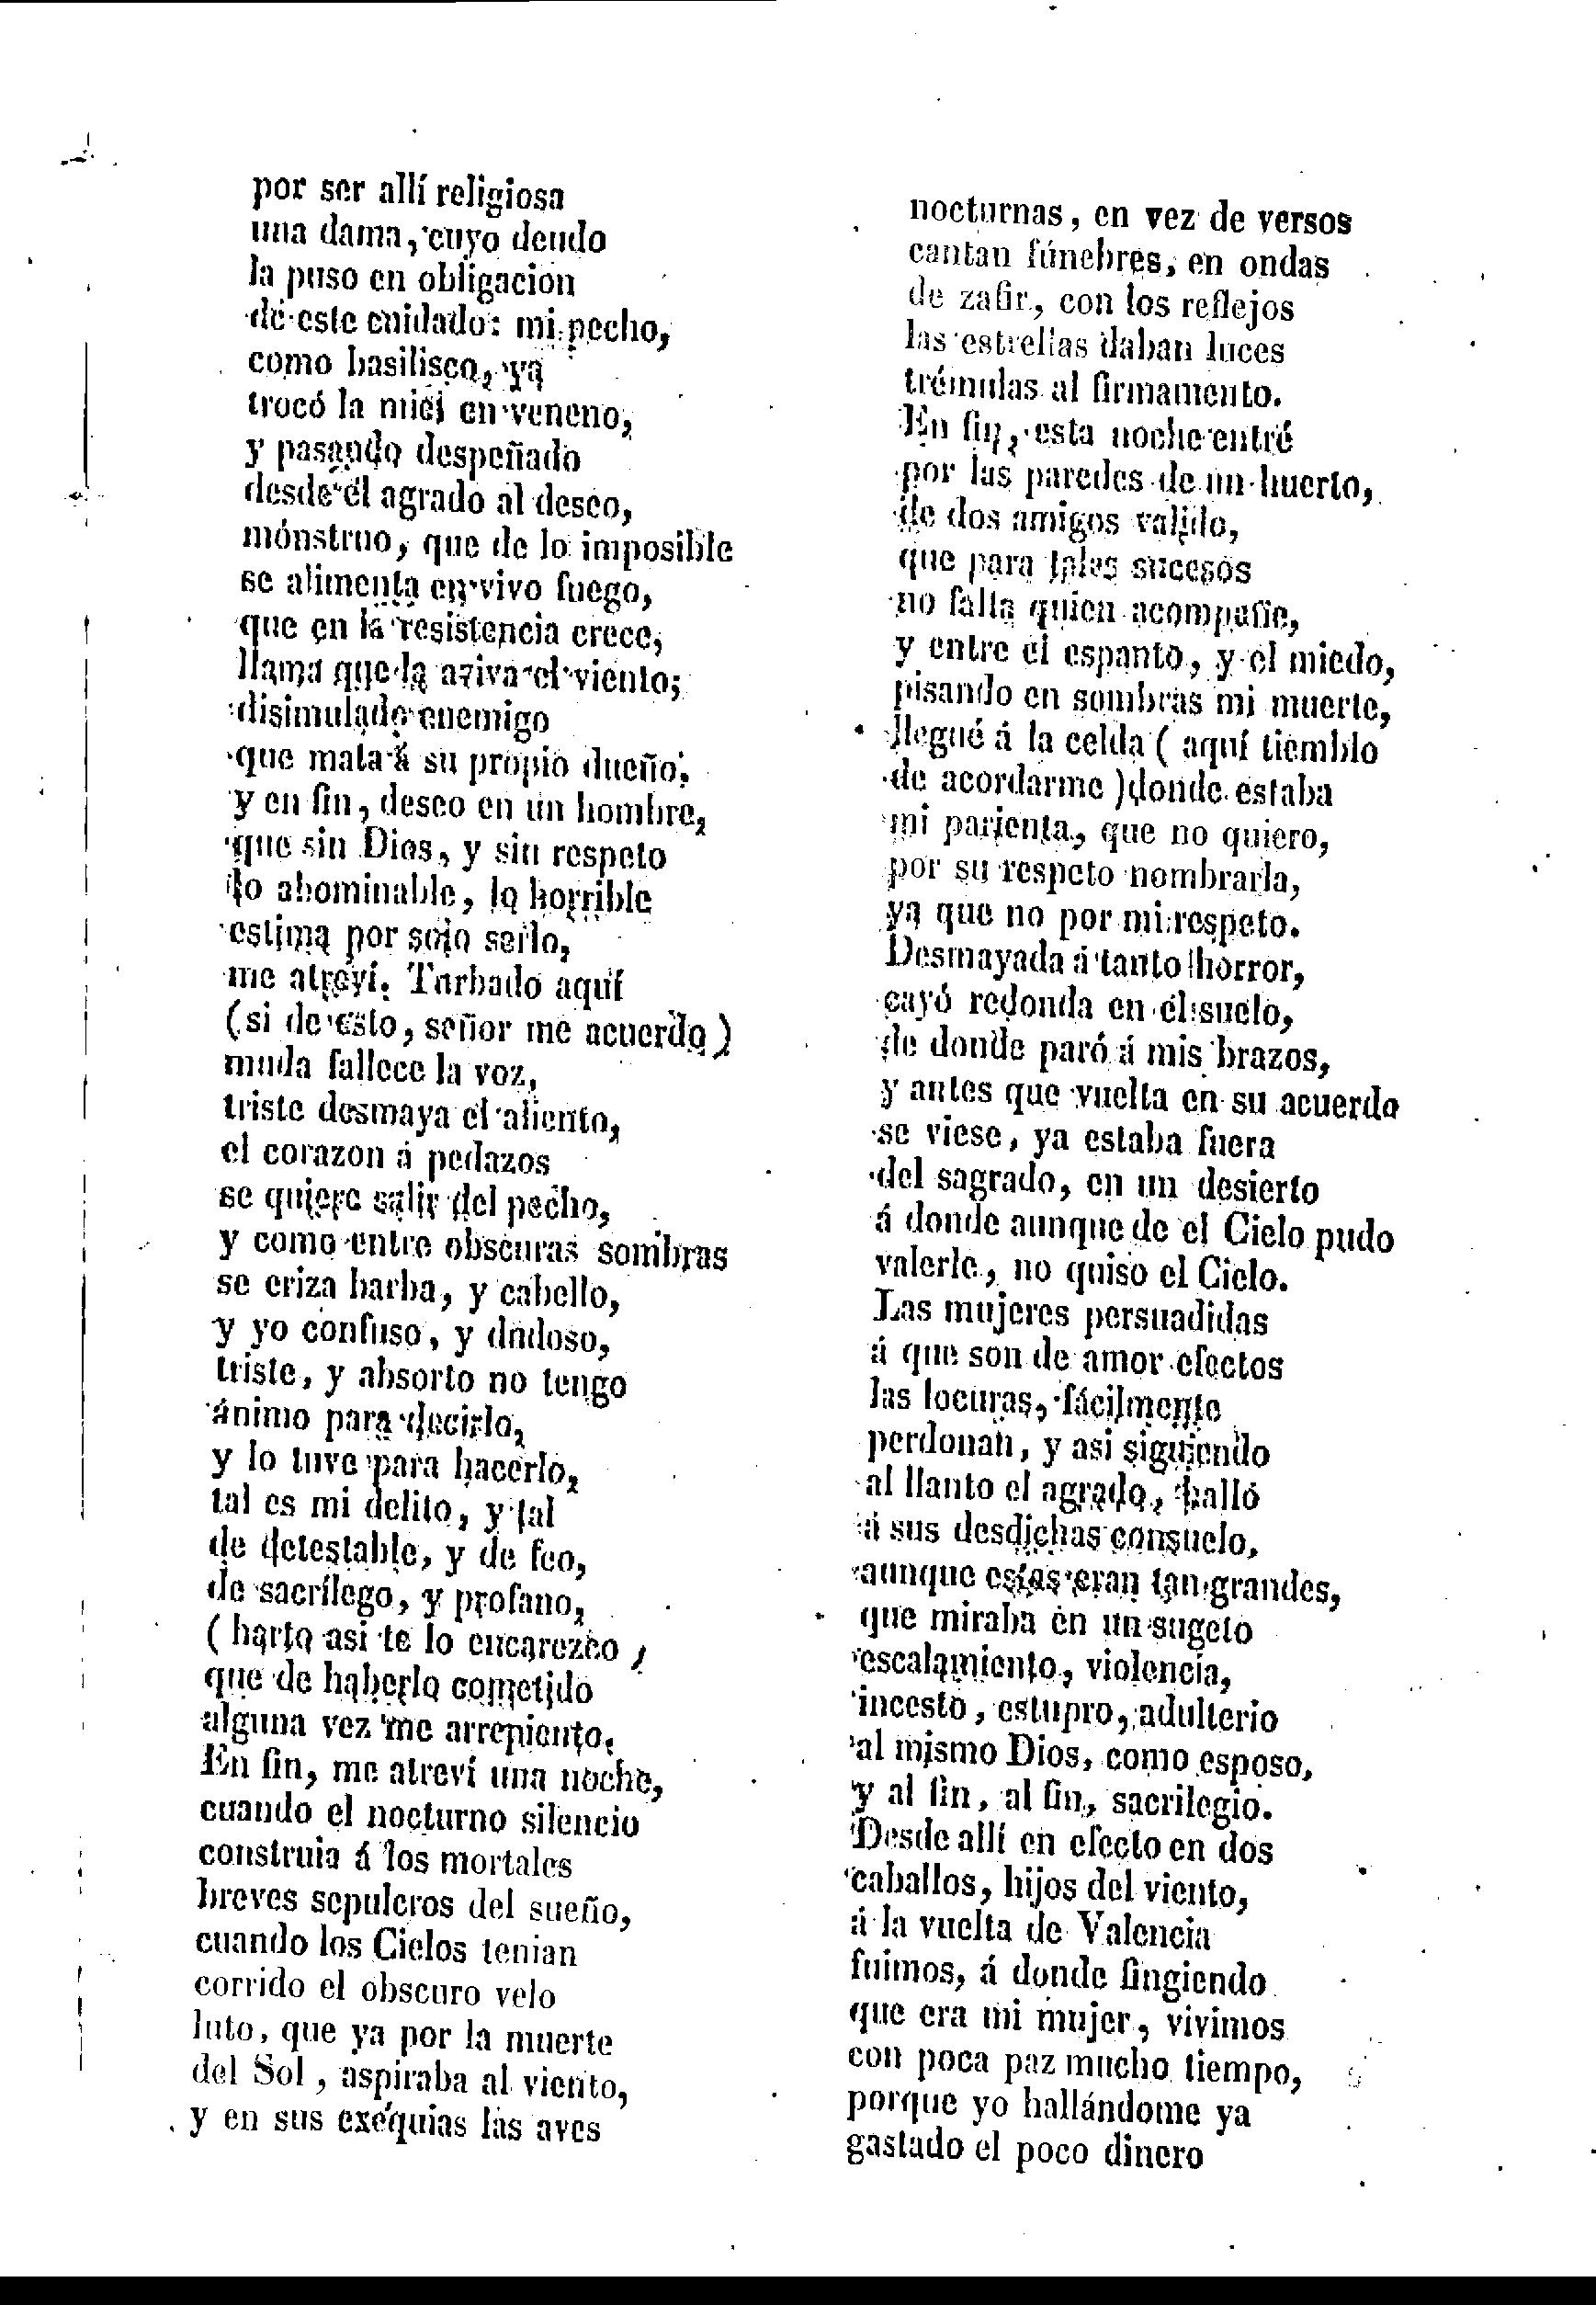 por ser allí religiosa
una dama, cuyo deudo
la puso en obligacion
de este cuidado: mi pecho,
como basilisco, ya
trocó la miel en veneno,
y pasando despeñado
desde el agrado al deseo,
mónstruo, que de lo imposible
se alimenta en vivo fuego,
que en la resistencia crece,
llama que la aviva el viento;
disimulado enemigo
que mata á su propio dueño;
y en fin, deseo en un hombre,
que sin Dios, y sin respeto
lo abominable, lo horrible
estima por solo serlo,
me atreví. Turbado aquí
(si de esto, señor me acuerdo)
muda fallece la voz,
triste desmaya el aliento,
el corazon á pedazos
se quiere salir del pecho,
y como entre obscuras sombras
se eriza barba, y cabello,
y yo confuso, y dudoso,
triste, y absorto no tengo
ánimo para decirlo,
y lo tuve para hacerlo,
tal es mi delito, y tal
de detestable, y de feo,
de sacrílego, y profano,
(harto asi te lo encarezco)
que de haberlo cometido
alguna vez me arrepiento.
En fin, me atreví una noche,
cuando el nocturno silencio
construia á los mortales
breves sepulcros del sueño,
cuando los Cielos tenian
corrido el obscuro velo
luto, que ya por la muerte
del Sol, aspiraba al viento,
y en sus exéquias las aves
nocturnas, en vez de versos
cantan fúnebres, en ondas
de zafir, con los reflejos
las estrellas daban luces
trémulas al firmamento.
En fin, esta noche entré
por las paredes de un huerto,
de dos amigos valido,
que para tales sucesos
no falta quien acompañe,
y entre el espanto, y el miedo,
pisando en sombras mi muerte,
llegué á la celda (aquí tiemblo
de acordarme) donde estaba
mi parienta, que no quiero,
por su respeto nombrarla,
ya que no por mi respeto.
Desmayada á tanto horror,
cayó redonda en el suelo,
de donde paró á mis brazos,
y antes que vuelta en su acuerdo
se viese, ya estaba fuera
del sagrado, en un desierto
á donde aunque de el Cielo pudo
valerle, no quiso el Cielo.
Las mujeres persuadidas
á que son de amor efectos
las locuras, fácilmente
perdonan, y asi siguiendo
al llanto el agrado, halló
á sus desdichas consuelo,
aunque estas eran tan grandes,
que miraba en un sugeto
escalamiento, violencia,
incesto, estupro, adulterio
al mismo Dios, como esposo,
y al fin, al fin, sacrilegio.
Desde allí en efecto en dos
caballos, hijos del viento,
á la vuelta de Valencia
fuimos, á donde fingiendo
que era mi mujer, vivimos
con poca paz mucho tiempo,
porque yo hallándome ya
gastado el poco dinero